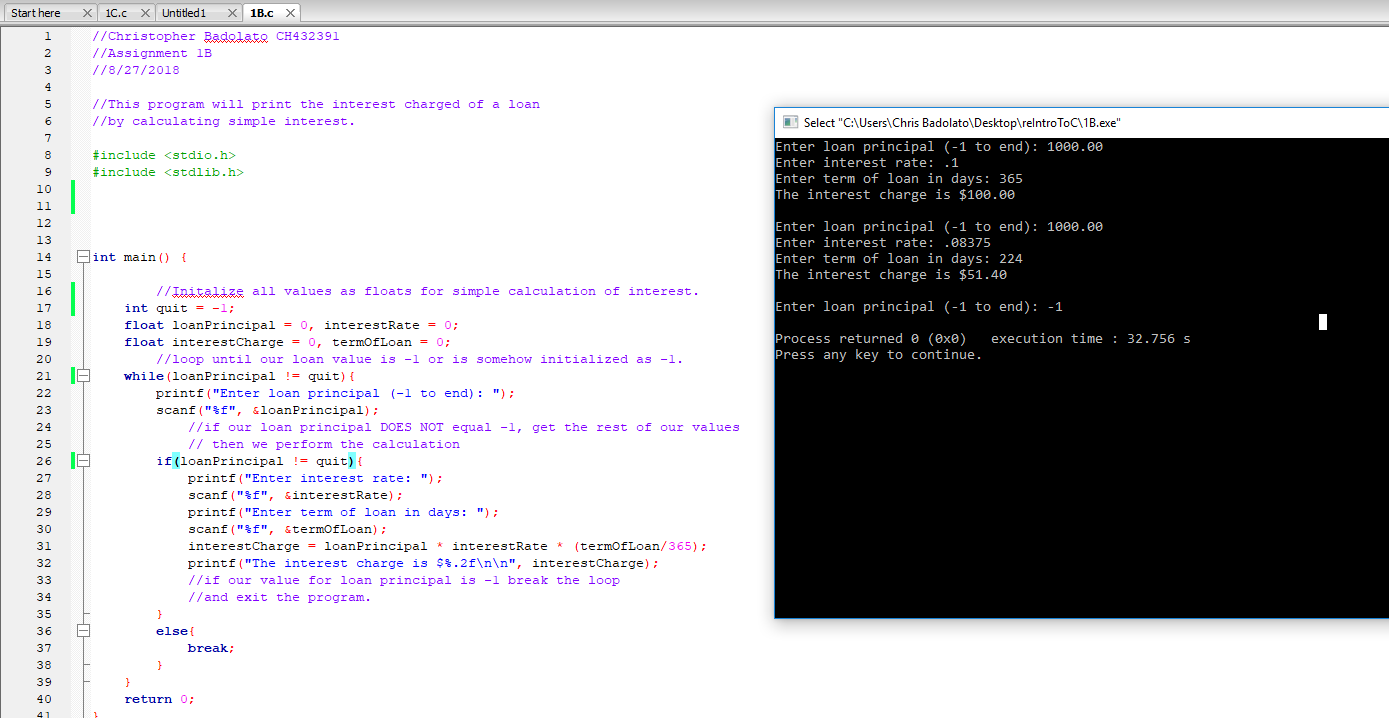 Start here
1C.c
Untitled1
1B.c
1 //Christopher Badolato CH432391
2 //Assignment 1B
3 //8/27/2018
4
5 //This program will print the interest charged of a loan
6 //by calculating simple interest.
7
8 #include <stdio.h>
9 #include <stdlib.h>
10
11
12
13
14 int main() {
15
16 //Initalize all values as floats for simple calculation of interest.
17 int quit = -1;
18 float loanPrincipal = 0, interestRate = 0;
19 float interestCharge = 0, termOfLoan = 0;
20 //loop until our loan value is -1 or is somehow initialized as -1.
21 while(loanPrincipal != quit){
22 printf("Enter loan principal (-1 to end): ");
23 scanf("%f", &loanPrincipal);
24 //if our loan principal DOES NOT equal -1, get the rest of our values
25 // then we perform the calculation
26 if(loanPrincipal != quit){
27 printf("Enter interest rate: ");
28 scanf("%f", &interestRate);
29 printf("Enter term of loan in days: ");
30 scanf("%f", &termOfLoan);
31 interestCharge = loanPrincipal * interestRate * (termOfLoan/365);
32 printf("The interest charge is $%.2f\n\n", interestCharge);
33 //if our value for loan principal is -1 break the loop
34 //and exit the program.
35 }
36 else{
37 break;
38 }
39 }
40 return 0;
41 }
Select "C:\Users\Chris Badolato\Desktop\reIntroToC\1B.exe"
Enter loan principal (-1 to end): 1000.00
Enter interest rate: .1
Enter term of loan in days: 365
The interest charge is $100.00
Enter loan principal (-1 to end): 1000.00
Enter interest rate: .08375
Enter term of loan in days: 224
The interest charge is $51.40
Enter loan principal (-1 to end): -1
Process returned 0 (0x0)   execution time : 32.756 s
Press any key to continue.